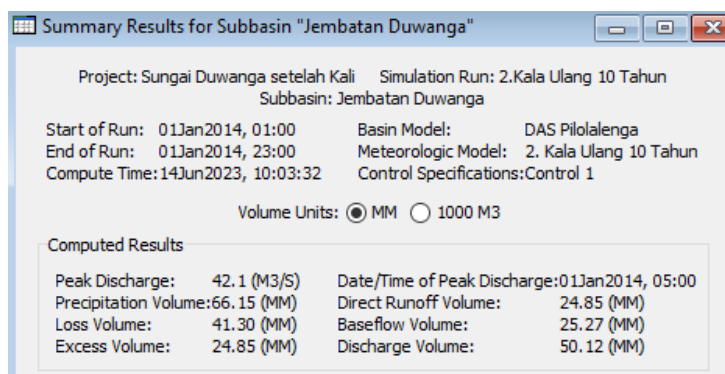 Summary Results for Subbasin "Jembatan Duwanga"
Project: Sungai Duwanga setelah Kali Simulation Run: 2.Kala Ulang 10 Tahun
Subbasin: Jembatan Duwanga
Start of Run: 01Jan2014, 01:00 Basin Model: DAS Pilolalenga
End of Run: 01Jan2014, 23:00 Meteorologic Model: 2. Kala Ulang 10 Tahun
Compute Time:14Jun2023, 10:03:32 Control Specifications:Control 1
Volume Units: MM 1000 M3
Computed Results
Peak Discharge: 42.1 (M3/S) Date/Time of Peak Discharge:01Jan2014, 05:00
Precipitation Volume:66.15 (MM) Direct Runoff Volume: 24.85 (MM)
Loss Volume: 41.30 (MM) Baseflow Volume: 25.27 (MM)
Excess Volume: 24.85 (MM) Discharge Volume: 50.12 (MM)